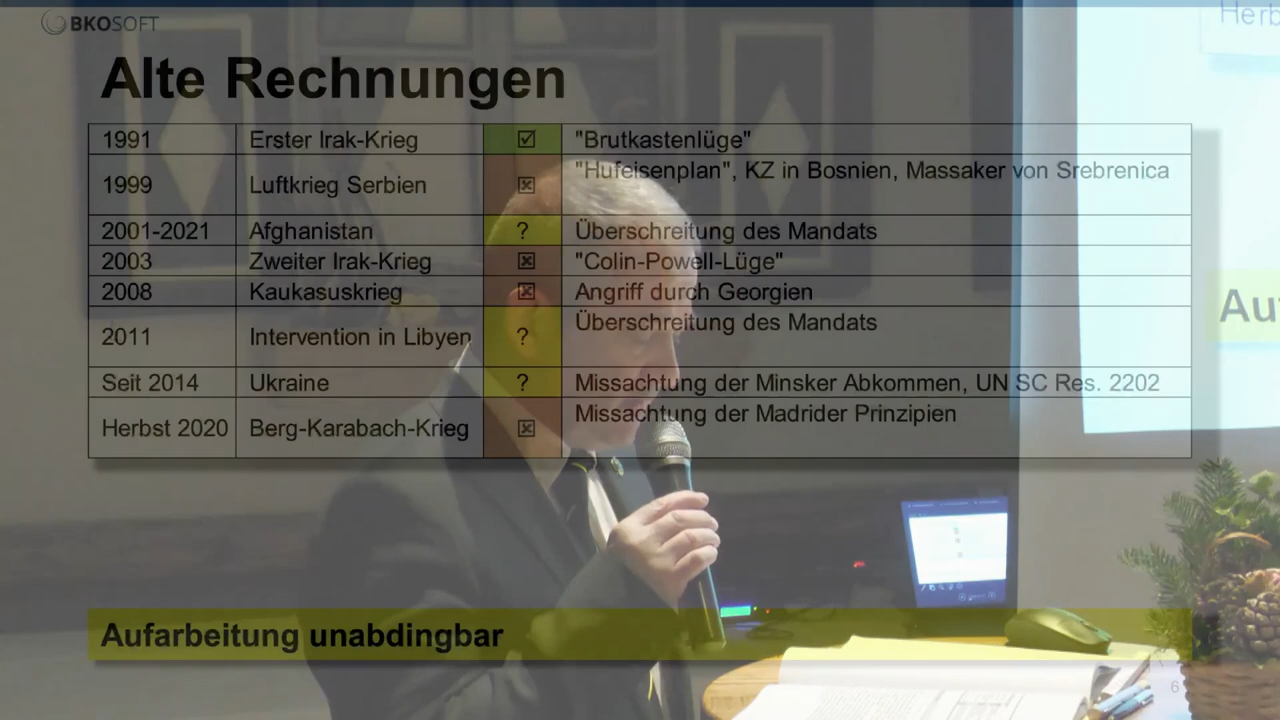 BKOSOFT
Herb
Alte Rechnungen
1991 Erster Irak-Krieg ☑ "Brutkastenlüge"
1999 Luftkrieg Serbien ☒ "Hufeisenplan", KZ in Bosnien, Massaker von Srebrenica
2001-2021 Afghanistan ? Überschreitung des Mandats
2003 Zweiter Irak-Krieg ☒ "Colin-Powell-Lüge"
2008 Kaukasuskrieg ☒ Angriff durch Georgien
2011 Intervention in Libyen ? Überschreitung des Mandats
Seit 2014 Ukraine ? Missachtung der Minsker Abkommen, UN SC Res. 2202
Herbst 2020 Berg-Karabach-Krieg ☒ Missachtung der Madrider Prinzipien
Au
Aufarbeitung unabdingbar
6